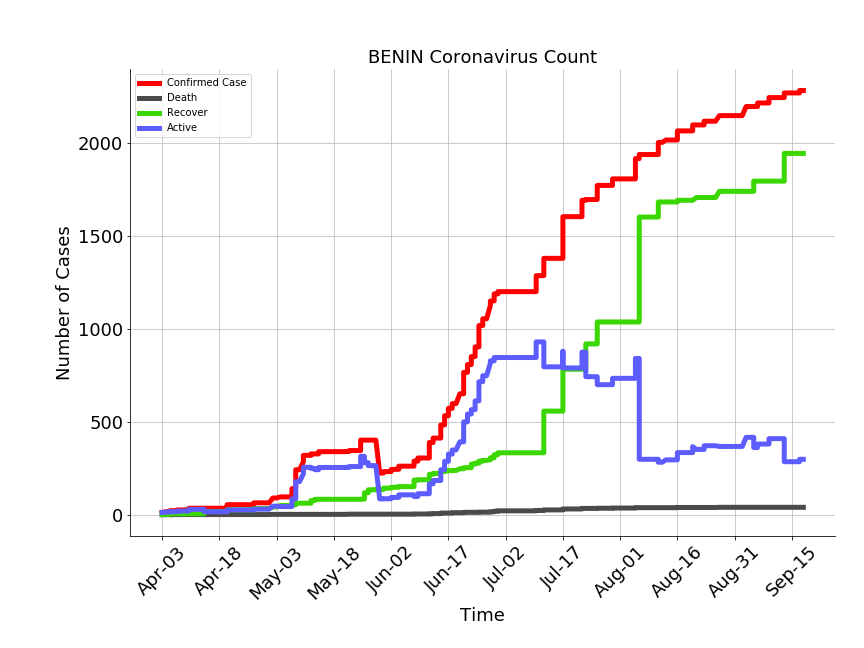 BENIN Coronavirus Count
Confirmed Case
Death
Recover
Active
Number of Cases
2000
1500
1000
500
0
Apr-03
Apr-18
May-03
May-18
Jun-02
Jun-17
Jul-02
Jul-17
Aug-01
Aug-16
Aug-31
Sep-15
Time